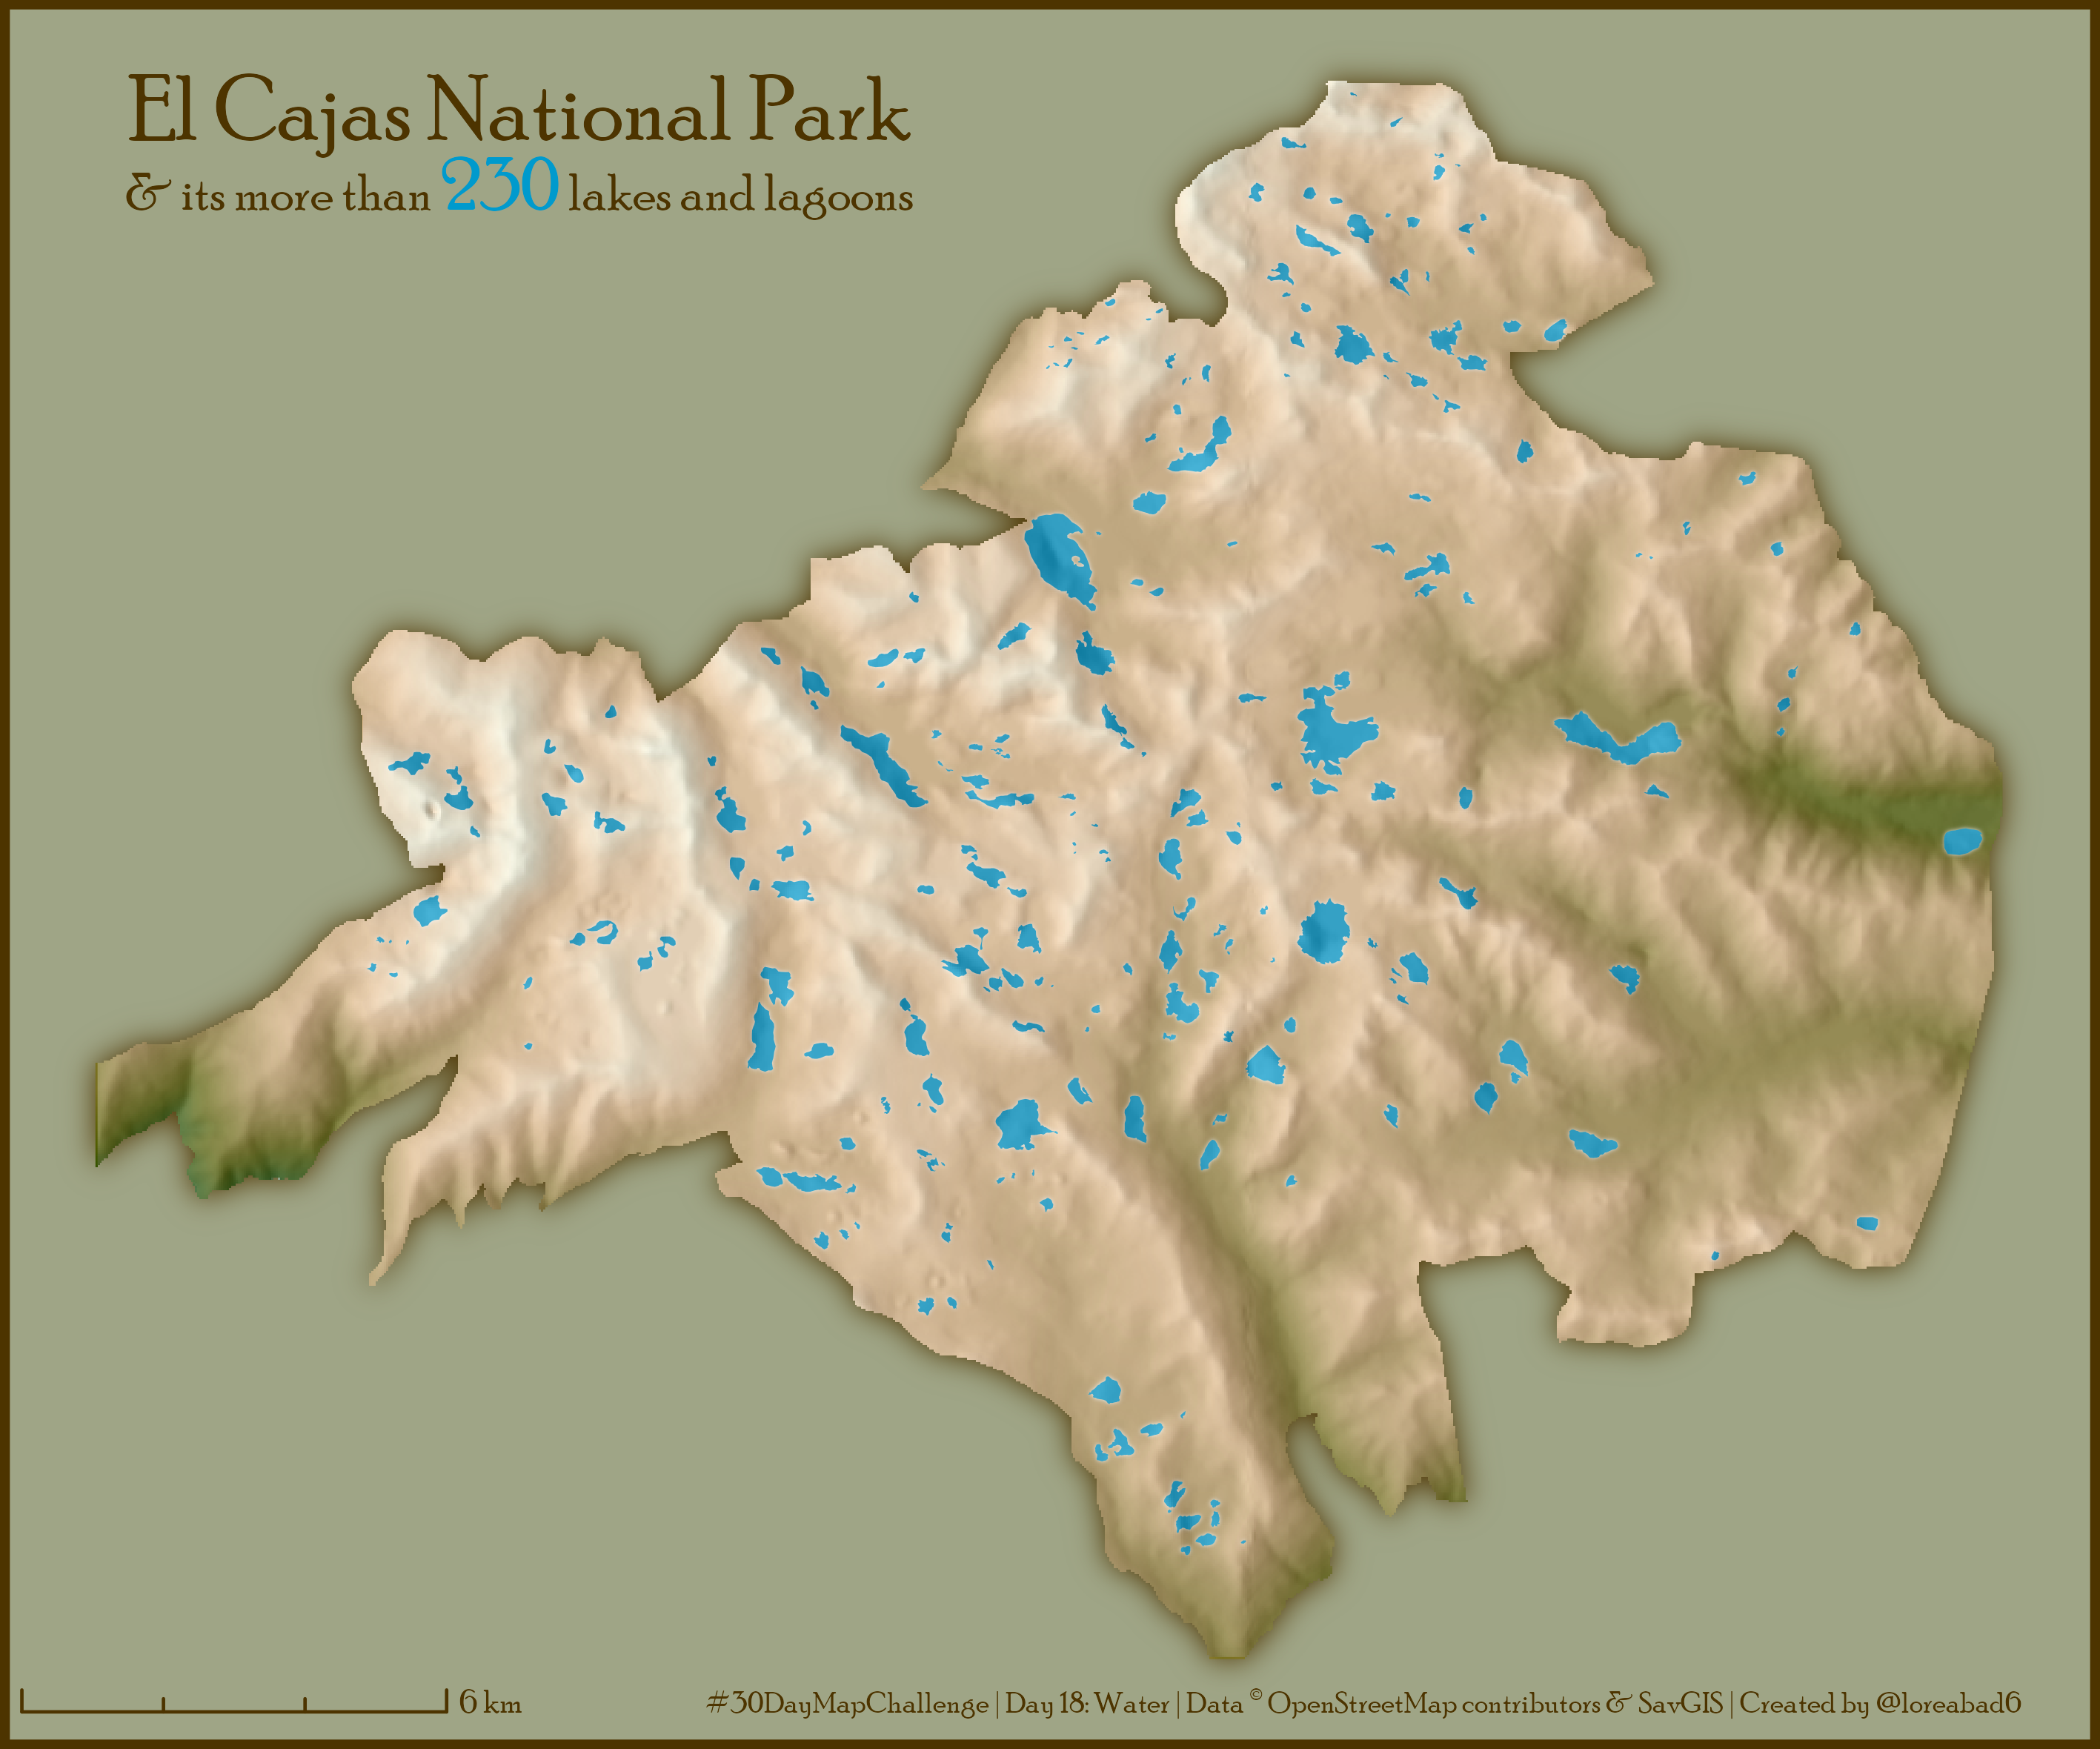 El Cajas National Park
& its more than 230 lakes and lagoons
6 km
#30DayMapChallenge | Day 18: Water | Data © OpenStreetMap contributors & SavGIS | Created by @loreabad6